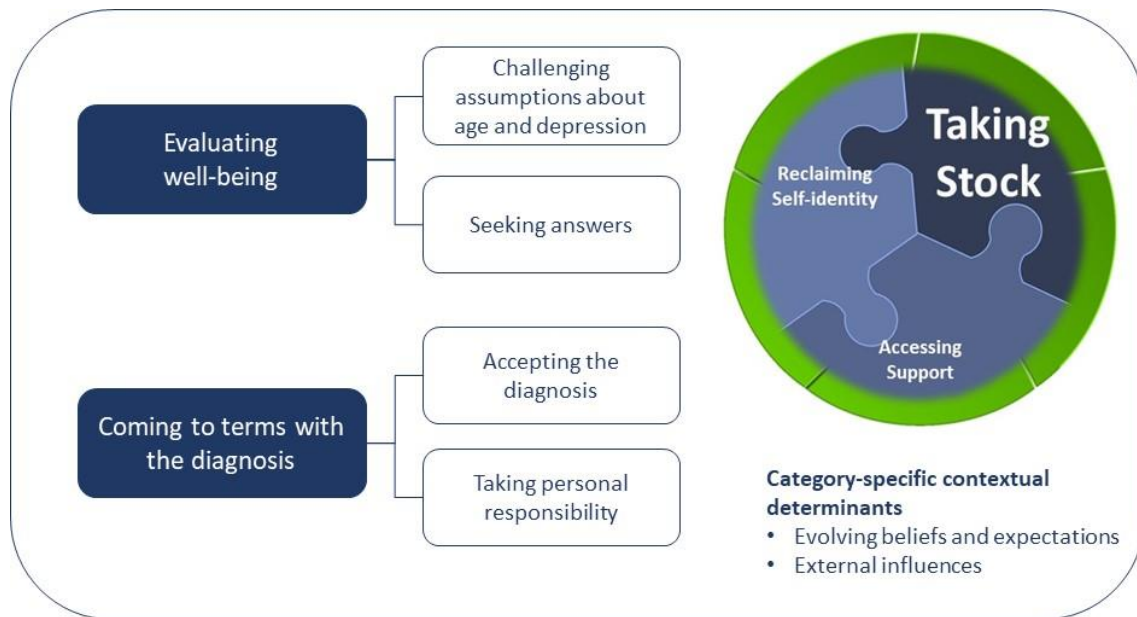 Evaluating
well-being
Challenging
assumptions about
age and depression
Seeking answers
Coming to terms with
the diagnosis
Accepting the
diagnosis
Taking personal
responsibility
Taking
Stock
Reclaiming
Self-identity
Accessing
Support
Category-specific contextual
determinants
• Evolving beliefs and expectations
• External influences